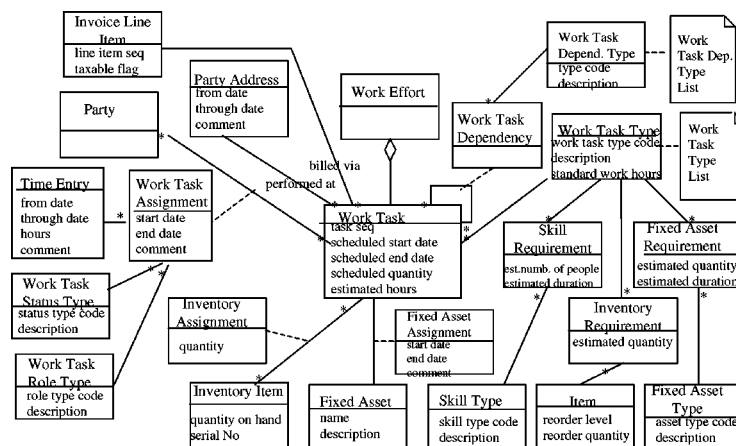 Invoice Line
Item
line item seq
taxable flag
Party Address
from date
through date
comment
Work Effort
Work Task
Depend. Type
type code
description
Work
Task Dep.
Type
List
Party
*
Work Task
Dependency
*
Work Task Type
work task type code
description
standard work hours
Work
Task
Type
List
billed via
performed at
Time Entry
from date
through date
hours
comment
*
Work Task
Assignment
start date
end date
comment
*
*
*
*
*
*
*
Work Task
task seq
scheduled start date
scheduled end date
scheduled quantity
estimated hours
*
Skill
Requirement
est.numb. of people
estimated duration
*
*
Fixed Asset
Requirement
estimated quantity
estimated duration
*
*
Work Task
Status Type
status type code
description
*
*
Inventory
Assignment
quantity
*
*
Fixed Asset
Assignment
start date
end date
comment
*
Inventory
Requirement
estimated quantity
*
Work Task
Role Type
role type code
description
Inventory Item
quantity on hand
serial No
Fixed Asset
name
description
Skill Type
skill type code
description
Item
reorder level
reorder quantity
Fixed Asset
Type
asset type code
description